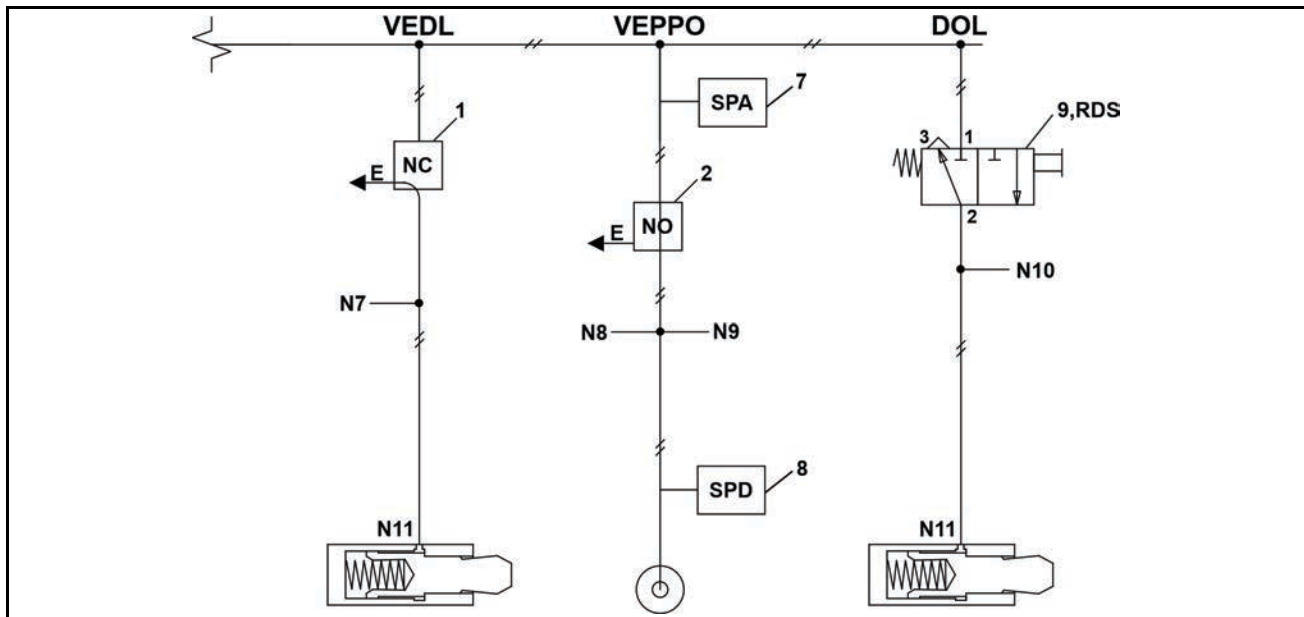 VEDL VEPPO DOL
7
SPA
1
9,RDS
3 1
NC
E
2
2
NO
E
N10
N7
N8 N9
8
SPD
N11 N11